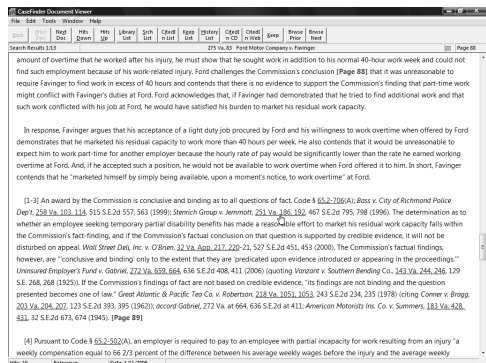 CaseFinder Document Viewer
File Edit Tools Window Help
Back Print Doc Next Doc Hits Down Hits Up Library List Srch List Cited List Keep List History List Cited on CD Cited on Web Keep Brwse Prior Brwse Next
Search Results 1/13 275 Va. 83 Ford Motor Company v. Favinger Page 88
amount of overtime that he worked after his injury, he must show that he sought work in addition to his normal 40-hour work week and could not
find such employment because of his work-related injury. Ford challenges the Commission's conclusion [Page 88] that it was unreasonable to
require Favinger to find work in excess of 40 hours and contends that there is no evidence to support the Commission's finding that part-time work
might conflict with Favinger's duties at Ford. Ford acknowledges that, if Favinger had demonstrated that he tried to find additional work and that
such work conflicted with his job at Ford, he would have satisfied his burden to market his residual work capacity.
In response, Favinger argues that his acceptance of a light duty job procured by Ford and his willingness to work overtime when offered by Ford
demonstrates that he marketed his residual capacity to work more than 40 hours per week. He also contends that it would be unreasonable to
expect him to work part-time for another employer because the hourly rate of pay would be significantly lower than the rate he earned working
overtime at Ford. And, if he accepted such a position, he would not be available to work overtime when Ford offered it to him. In short, Favinger
contends that he "marketed himself by simply being available, upon a moment's notice, to work overtime" at Ford.
[1-3] An award by the Commission is conclusive and binding as to all questions of fact. Code § 65.2-706(A); Bass v. City of Richmond Police
Dep't, 258 Va. 103, 114, 515 S.E.2d 557, 563 (1999); Stenrich Group v. Jemmott, 251 Va. 186, 192, 467 S.E.2d 795, 798 (1996). The determination as to
whether an employee seeking temporary partial disability benefits has made a reasonable effort to market his residual work capacity falls within
the Commission's fact-finding, and if the Commission's factual conclusion on that question is supported by credible evidence, it will not be
disturbed on appeal. Wall Street Deli, Inc. v. O'Brien, 32 Va. App. 217, 220-21, 527 S.E.2d 451, 453 (2000). The Commission's factual findings,
however, are "'conclusive and binding' only to the extent that they are 'predicated upon evidence introduced or appearing in the proceedings.'"
Uninsured Employer's Fund v. Gabriel, 272 Va. 659, 664, 636 S.E.2d 408, 411 (2006) (quoting Vanzant v. Southern Bending Co., 143 Va. 244, 246, 129
S.E. 268, 268 (1925)). If the Commission's findings of fact are not based on credible evidence, "its findings are not binding and the question
presented becomes one of law." Great Atlantic & Pacific Tea Co. v. Robertson, 218 Va. 1051, 1053, 243 S.E.2d 234, 235 (1978) (citing Conner v. Bragg,
203 Va. 204, 207, 123 S.E.2d 393, 395 (1962)); accord Gabriel, 272 Va. at 664, 636 S.E.2d at 411; American Motorists Ins. Co. v. Summers, 183 Va. 428,
431, 32 S.E.2d 673, 674 (1945). [Page 89]
[4] Pursuant to Code § 65.2-502(A), an employer is required to pay to an employee with partial incapacity for work resulting from an injury "a
weekly compensation equal to 66 2/3 percent of the difference between his average weekly wages before the injury and the average weekly